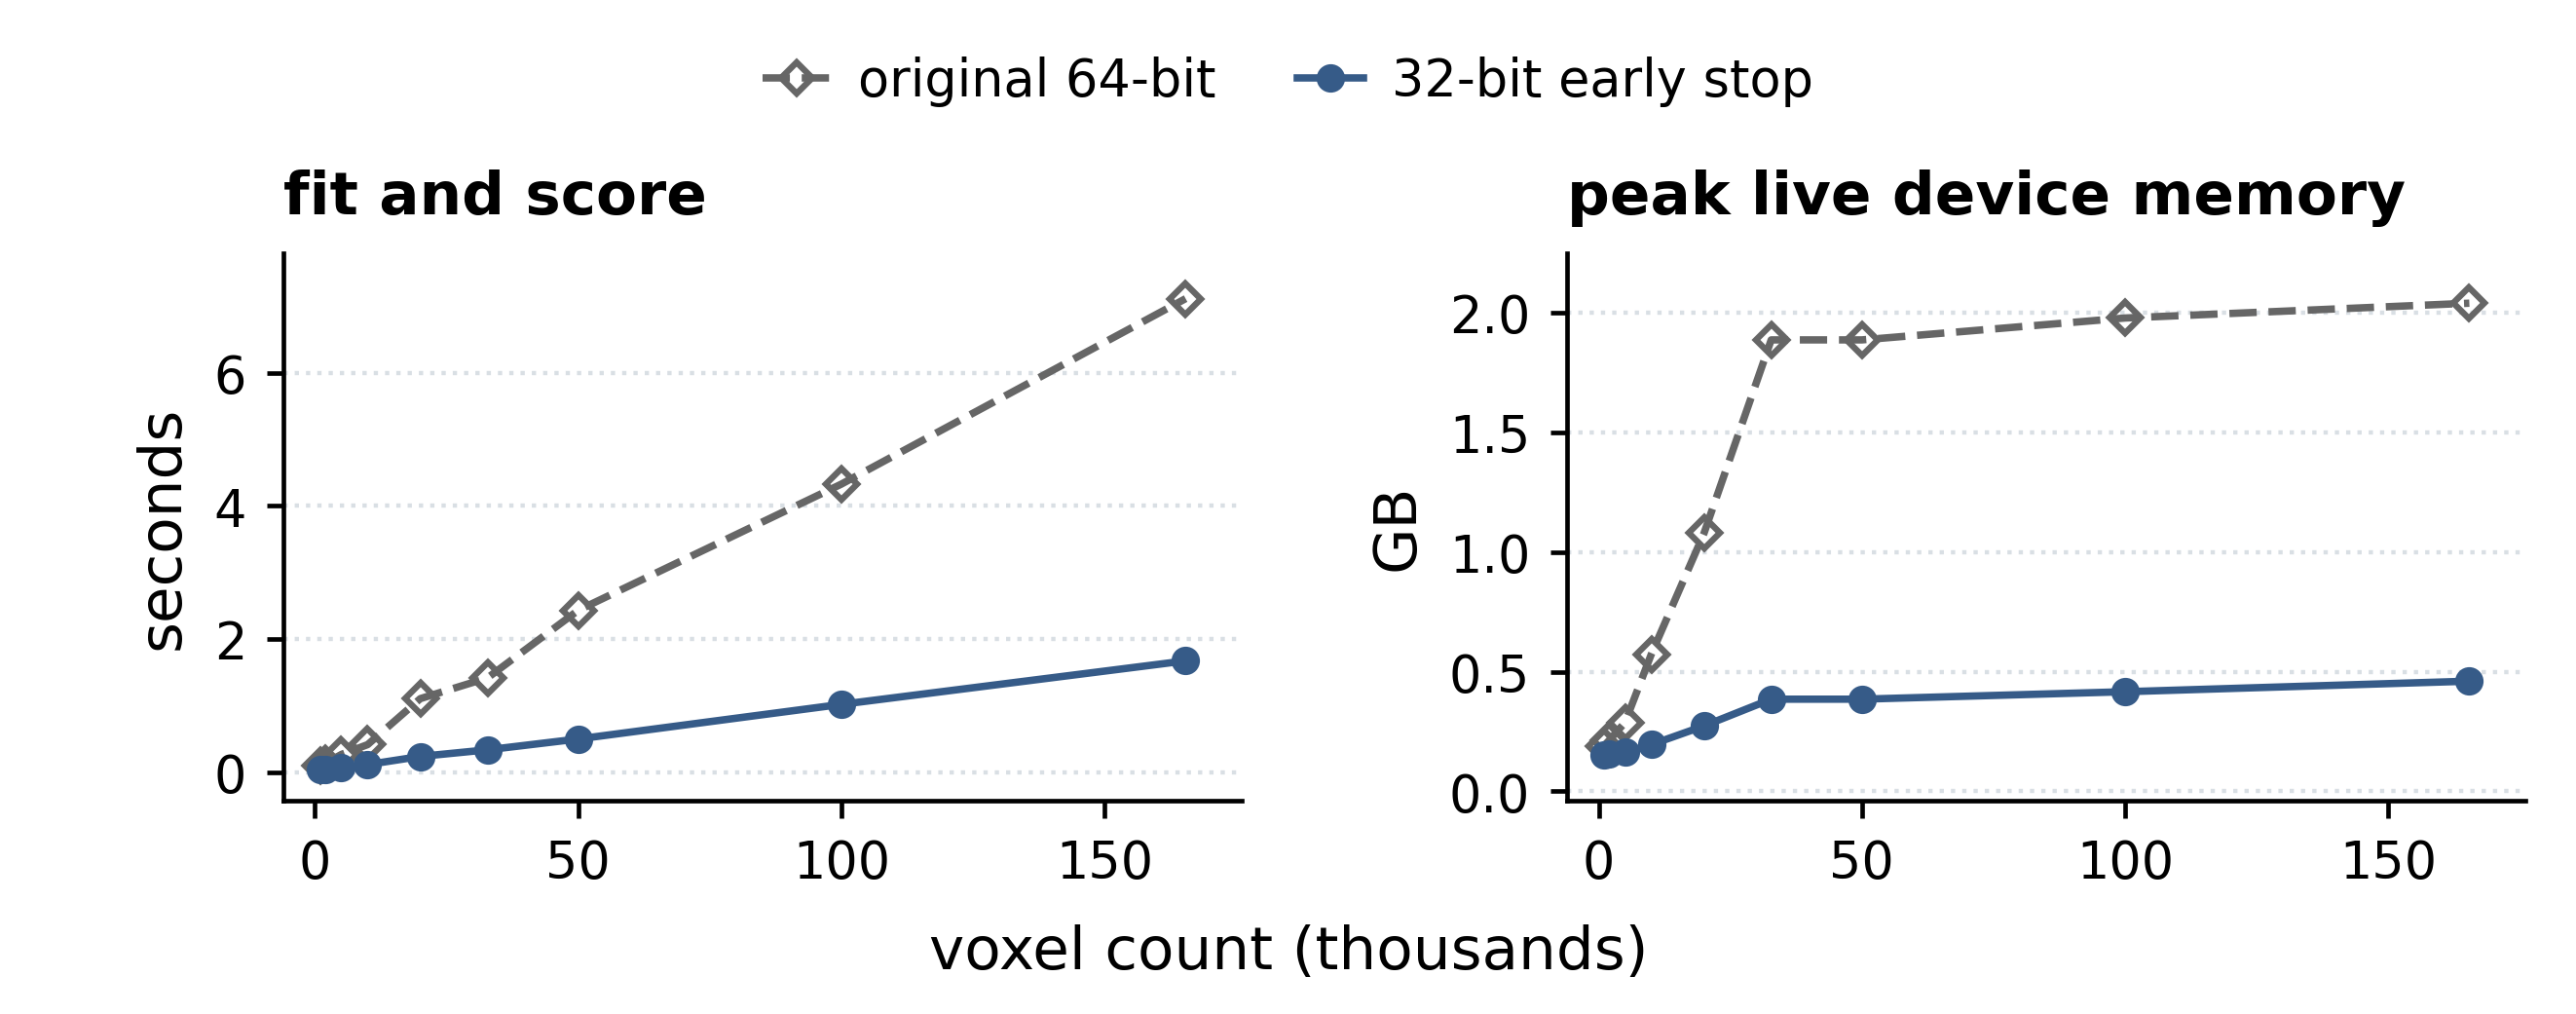 original 64-bit 32-bit early stop
fit and score
seconds
6
4
2
0
0 50 100 150
peak live device memory
GB
2.0
1.5
1.0
0.5
0.0
0 50 100 150
voxel count (thousands)